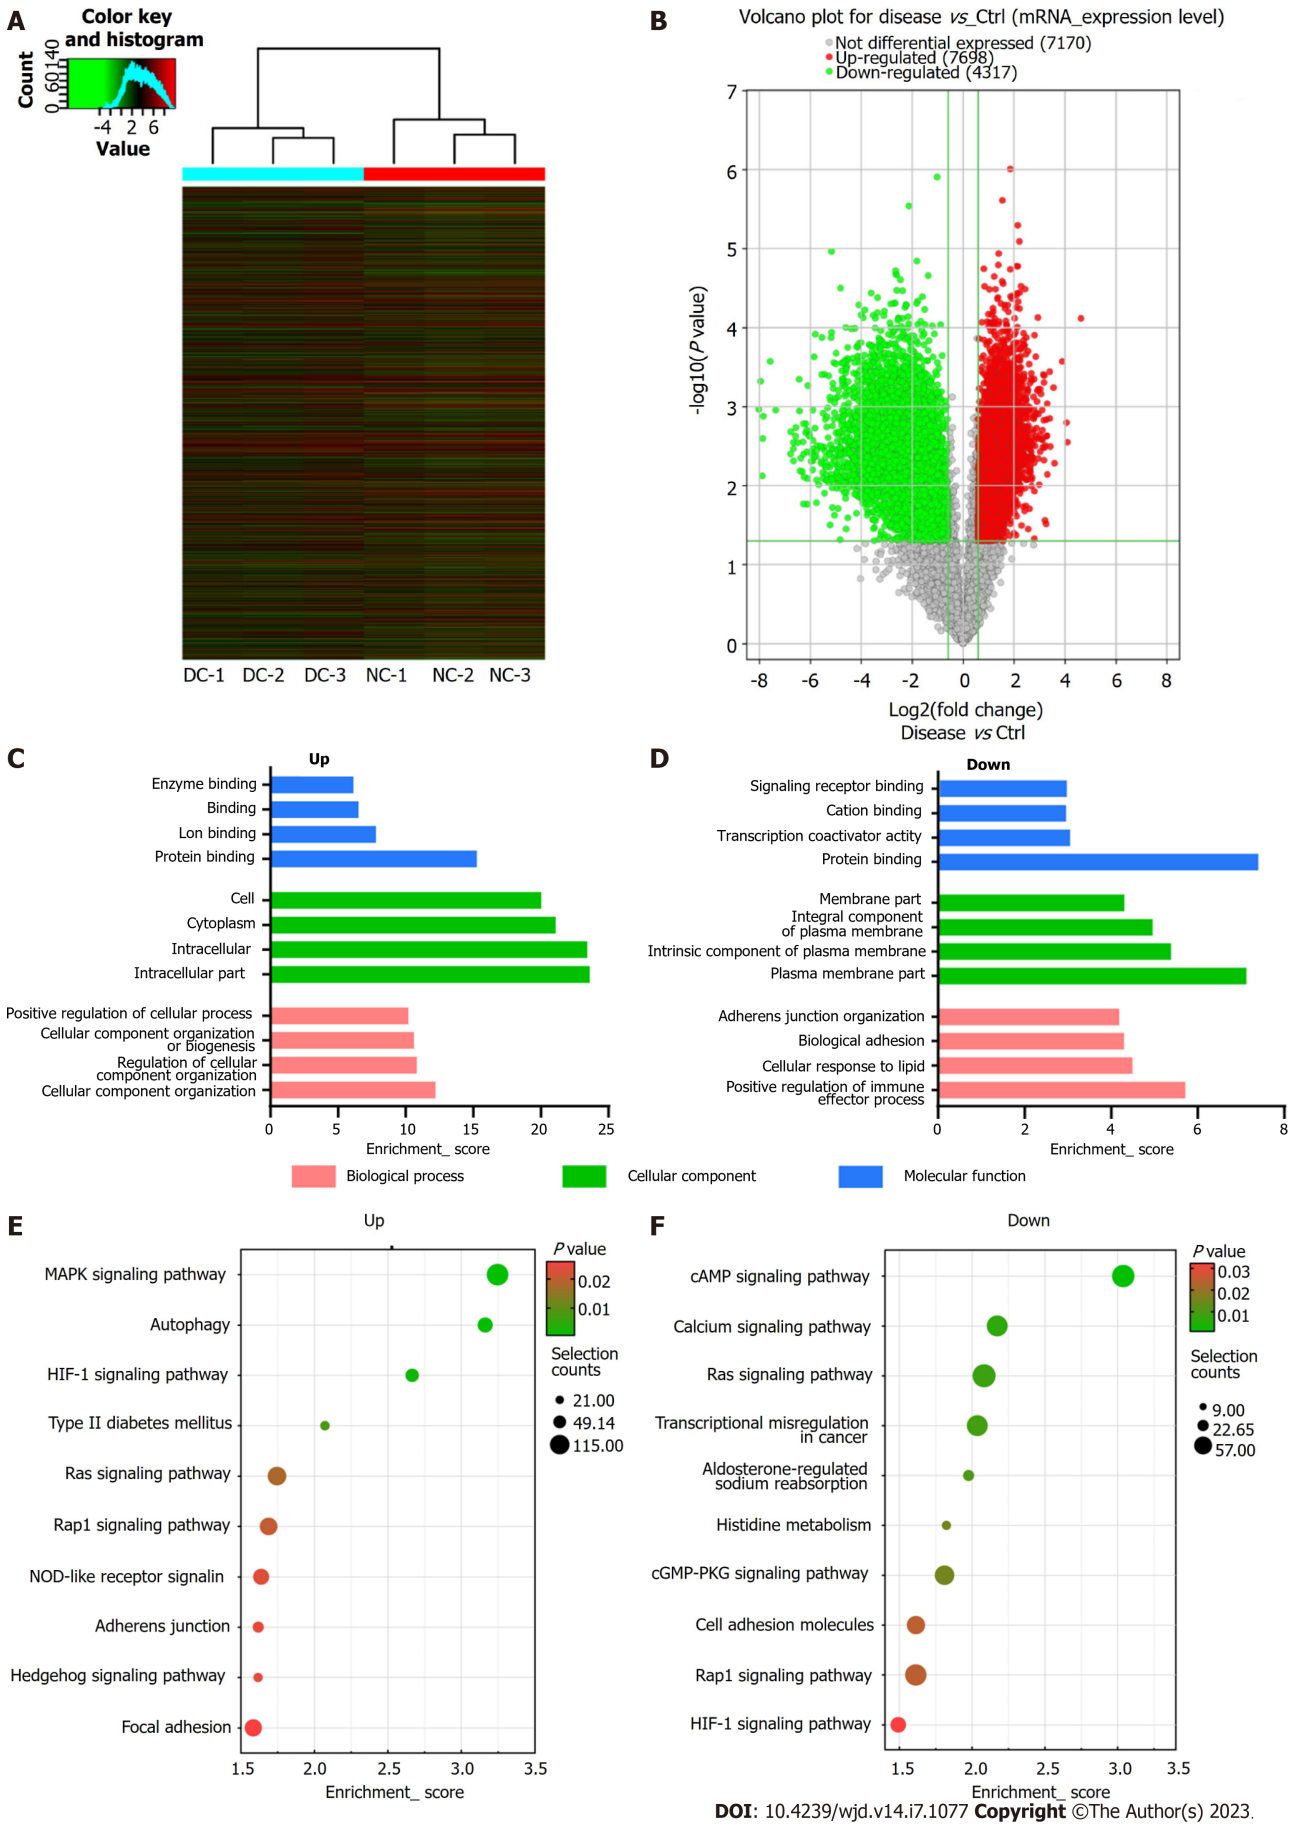 A
Color key
and histogram
Count
0 60 140
-4 2 6
Value
DC-1 DC-2 DC-3 NC-1 NC-2 NC-3
B
Volcano plot for disease vs_Ctrl (mRNA_expression level)
Not differential expressed (7170)
Up-regulated (7698)
Down-regulated (4317)
-log10(P value)
7
6
5
4
3
2
1
0
-8 -6 -4 -2 0 2 4 6 8
Log2(fold change)
Disease vs Ctrl
C
Up
Enzyme binding
Binding
Lon binding
Protein binding
Cell
Cytoplasm
Intracellular
Intracellular part
Positive regulation of cellular process
Cellular component organization
or biogenesis
Regulation of cellular
component organization
Cellular component organization
0 5 10 15 20 25
Enrichment_ score
D
Down
Signaling receptor binding
Cation binding
Transcription coactivator actity
Protein binding
Membrane part
Integral component
of plasma membrane
Intrinsic component of plasma membrane
Plasma membrane part
Adherens junction organization
Biological adhesion
Cellular response to lipid
Positive regulation of immune
effector process
0 2 4 6 8
Enrichment_ score
Biological process Cellular component Molecular function
E
Up
MAPK signaling pathway
Autophagy
HIF-1 signaling pathway
Type II diabetes mellitus
Ras signaling pathway
Rap1 signaling pathway
NOD-like receptor signalin
Adherens junction
Hedgehog signaling pathway
Focal adhesion
1.5 2.0 2.5 3.0 3.5
Enrichment_ score
P value
0.02
0.01
Selection
counts
21.00
49.14
115.00
F
Down
cAMP signaling pathway
Calcium signaling pathway
Ras signaling pathway
Transcriptional misregulation
in cancer
Aldosterone-regulated
sodium reabsorption
Histidine metabolism
cGMP-PKG signaling pathway
Cell adhesion molecules
Rap1 signaling pathway
HIF-1 signaling pathway
1.5 2.0 2.5 3.0 3.5
Enrichment_ score
P value
0.03
0.02
0.01
Selection
counts
9.00
22.65
57.00
DOI: 10.4239/wjd.v14.i7.1077 Copyright ©The Author(s) 2023.